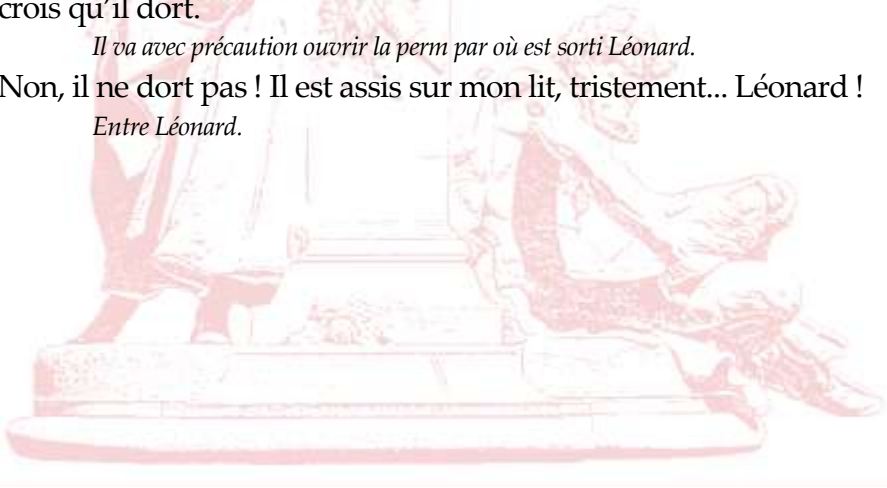 crois qu’il dort.
Il va avec précaution ouvrir la perm par où est sorti Léonard.
Non, il ne dort pas ! Il est assis sur mon lit, tristement... Léonard !
Entre Léonard.